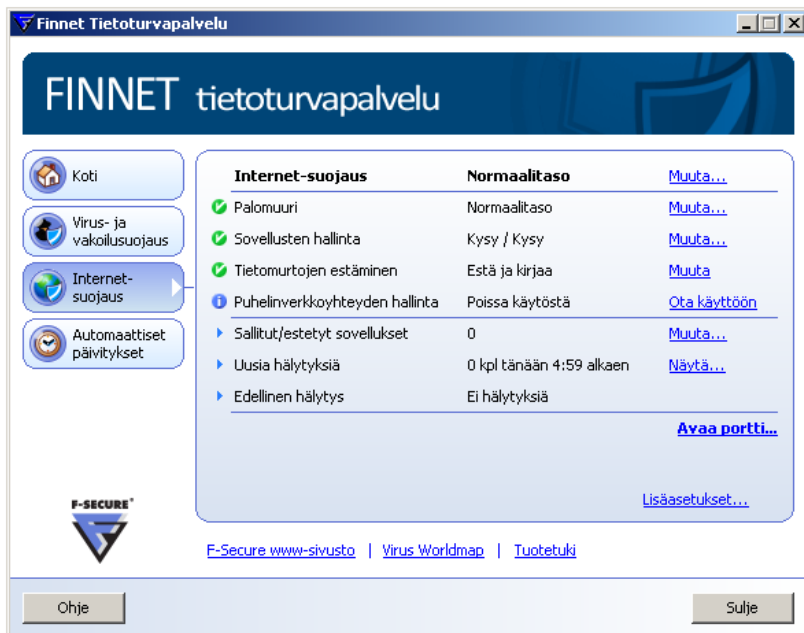 Finnet Tietoturvapalvelu
FINNET tietoturvapalvelu
Koti
Virus- ja
vakoilusuojaus
Internet-
suojaus
Automaattiset
päivitykset
Internet-suojaus Normaalitaso Muuta...
Palomuuri Normaalitaso Muuta...
Sovellusten hallinta Kysy / Kysy Muuta...
Tietomurtojen estäminen Estä ja kirjaa Muuta
Puhelinverkkoyhteyden hallinta Poissa käytöstä Ota käyttöön
Sallitut/estetyt sovellukset 0 Muuta...
Uusia hälytyksiä 0 kpl tänään 4:59 alkaen Näytä...
Edellinen hälytys Ei hälytyksiä
Avaa portti...
Lisäasetukset...
F-SECURE®
F-Secure www-sivusto | Virus Worldmap | Tuotetuki
Ohje Sulje